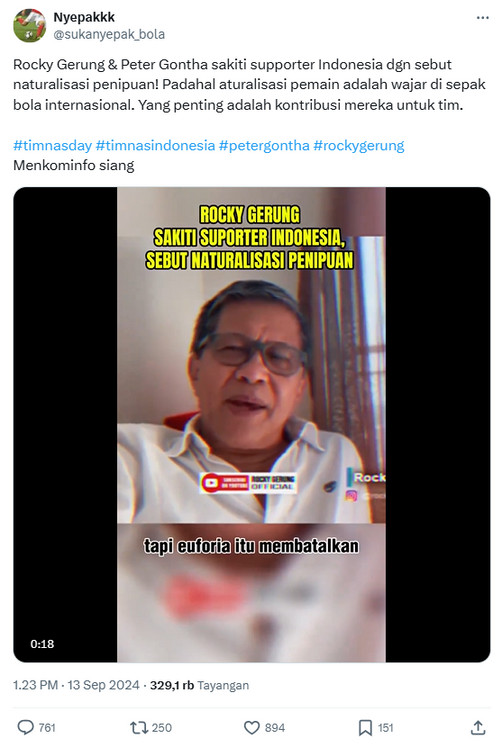 Nyepakkk
@sukanyepak_bola
Rocky Gerung & Peter Gontha sakiti supporter Indonesia dgn sebut
naturalisasi penipuan! Padahal aturalisasi pemain adalah wajar di sepak
bola internasional. Yang penting adalah kontribusi mereka untuk tim.
#timnasday #timnasindonesia #petergontha #rockygerung
Menkominfo siang
ROCKY GERUNG
SAKITI SUPORTER INDONESIA,
SEBUT NATURALISASI PENIPUAN
SUBSCRIBE
ON YOUTUBE
ROCKY GERUNG
OFFICIAL
Rock
tapi euforia itu membatalkan
0:18
1.23 PM · 13 Sep 2024 · 329,1 rb Tayangan
761 250 894 151